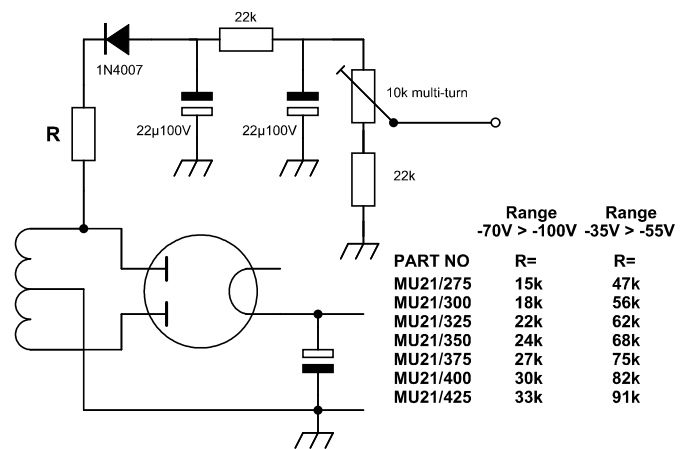 22k
1N4007
10k multi-turn
R
22µ100V
22µ100V
22k
Range Range
-70V > -100V -35V > -55V
PART NO R= R=
MU21/275 15k 47k
MU21/300 18k 56k
MU21/325 22k 62k
MU21/350 24k 68k
MU21/375 27k 75k
MU21/400 30k 82k
MU21/425 33k 91k